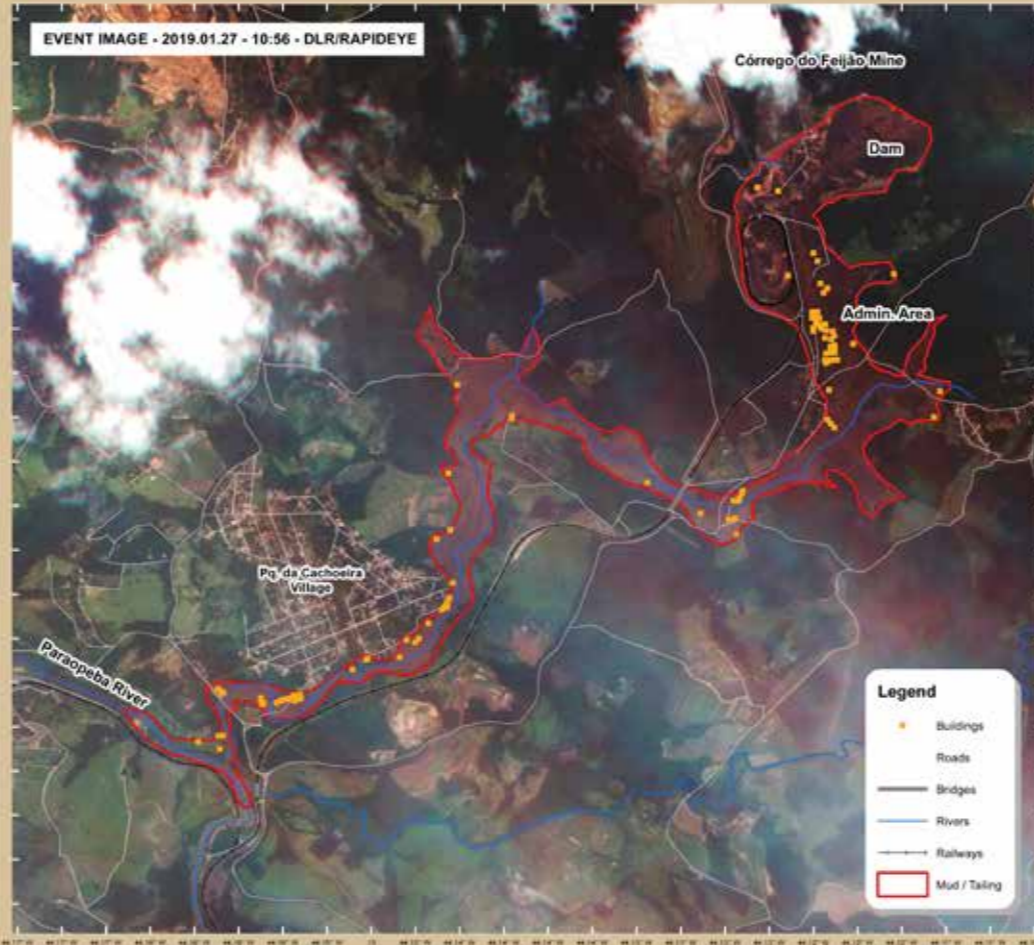 EVENT IMAGE - 2019.01.27 - 10:56 - DLR/RAPIDEYE
Córrego do Feijão Mine
Dam
Admin. Area
Pq. da Cachoeira
Village
Paraopeba River
Legend
Buildings
Roads
Bridges
Rivers
Railways
Mud / Tailing